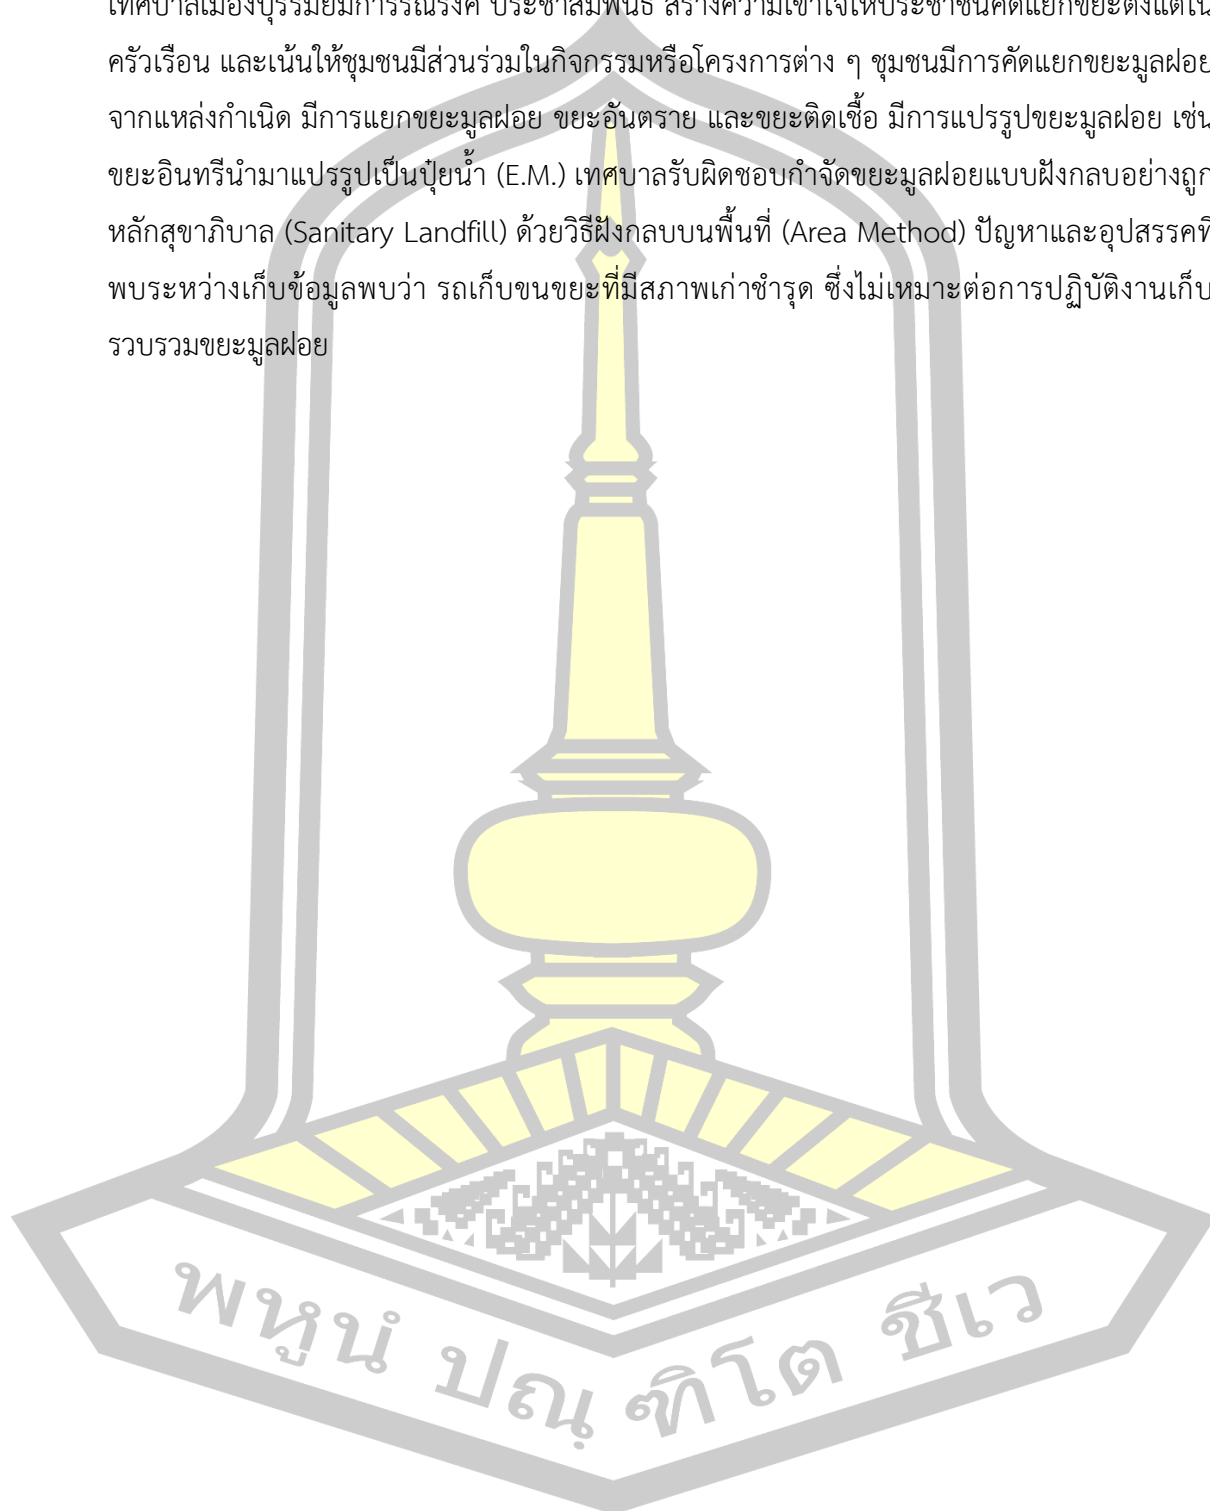 เทศบาลเมืองบุรีรัมย์มีการรณรงค์ ประชาสัมพันธ์ สร้างความเข้าใจให้ประชาชนคัดแยกขยะตั้งแต่ใน
ครัวเรือน และเน้นให้ชุมชนมีส่วนร่วมในกิจกรรมหรือโครงการต่าง ๆ ชุมชนมีการคัดแยกขยะมูลฝอย
จากแหล่งกำเนิด มีการแยกขยะมูลฝอย ขยะอันตราย และขยะติดเชื้อ มีการแปรรูปขยะมูลฝอย เช่น
ขยะอินทรีนำมาแปรรูปเป็นปุ๋ยน้ำ (E.M.) เทศบาลรับผิดชอบกำจัดขยะมูลฝอยแบบฝังกลบอย่างถูก
หลักสุขาภิบาล (Sanitary Landfill) ด้วยวิธีฝังกลบบนพื้นที่ (Area Method) ปัญหาและอุปสรรคที่
พบระหว่างเก็บข้อมูลพบว่า รถเก็บขนขยะที่มีสภาพเก่าชำรุด ซึ่งไม่เหมาะต่อการปฏิบัติงานเก็บ
รวบรวมขยะมูลฝอย
พหูนํ ปณฺฑิโต ชีเว